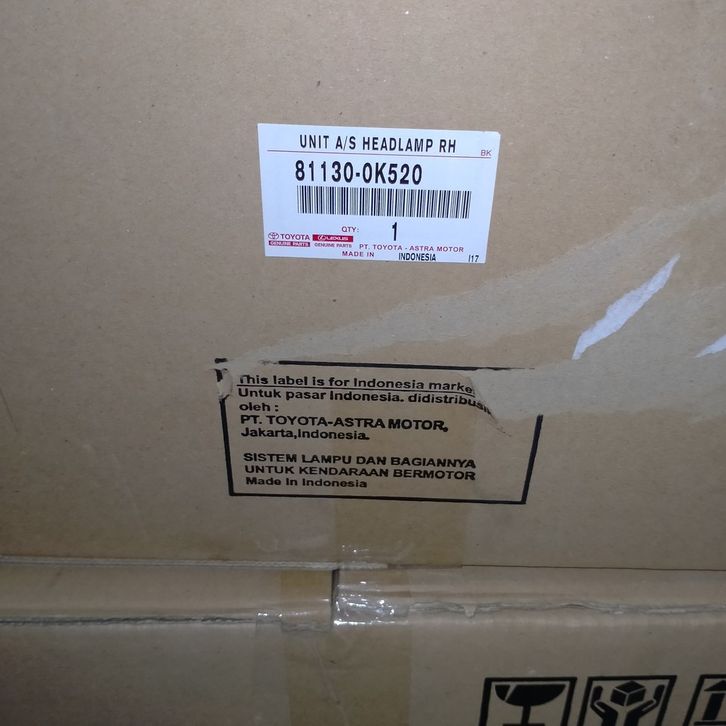 UNIT A/S HEADLAMP RH
BK
81130-0K520
QTY: 1
TOYOTA LEXUS
GENUINE PARTS GENUINE PARTS PT. TOYOTA - ASTRA MOTOR
MADE IN INDONESIA I17
This label is for Indonesia marke
Untuk pasar Indonesia. didistribusi
oleh :
PT. TOYOTA-ASTRA MOTOR,
Jakarta,Indonesia.
SISTEM LAMPU DAN BAGIANNYA
UNTUK KENDARAAN BERMOTOR
Made In Indonesia